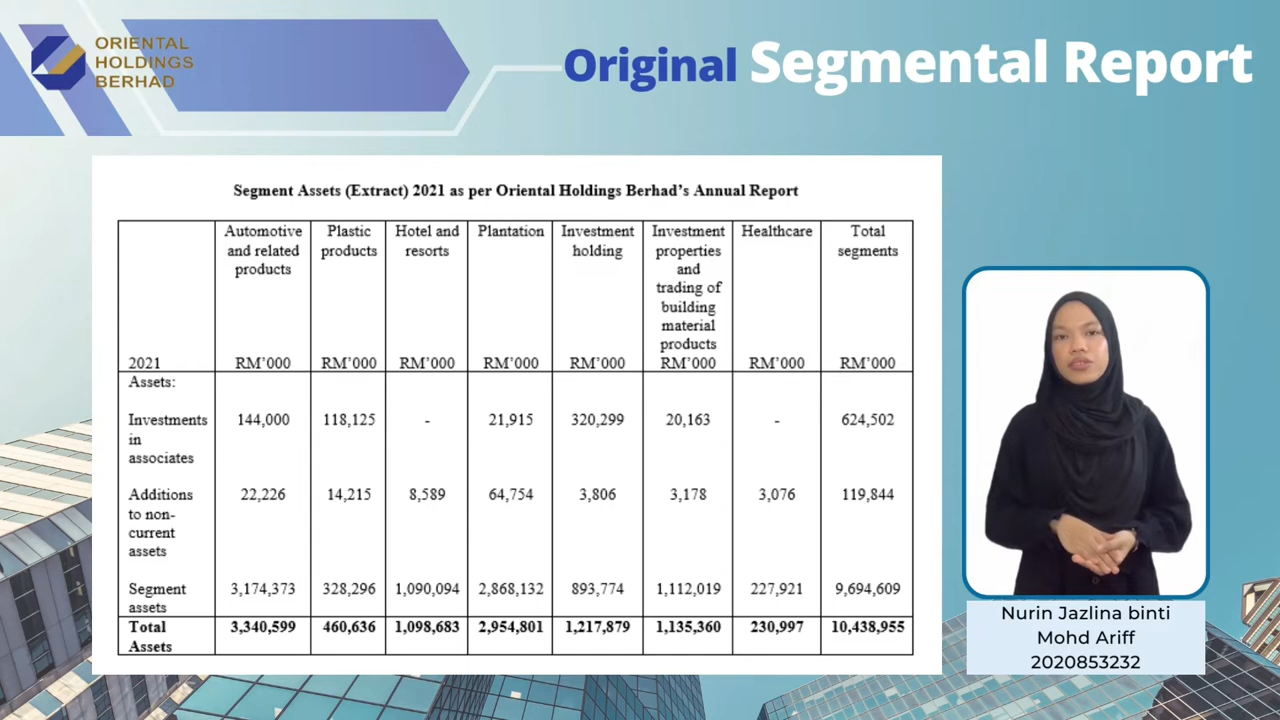 ORIENTAL
HOLDINGS
BERHAD
Original Segmental Report
Segment Assets (Extract) 2021 as per Oriental Holdings Berhad's Annual Report
Automotive and related products
Plastic products
Hotel and resorts
Plantation
Investment holding
Investment properties and trading of building material products
Healthcare
Total segments
2021 RM'000 RM'000 RM'000 RM'000 RM'000 RM'000 RM'000 RM'000
Assets:
Investments in associates 144,000 118,125 - 21,915 320,299 20,163 - 624,502
Additions to non-current assets 22,226 14,215 8,589 64,754 3,806 3,178 3,076 119,844
Segment assets 3,174,373 328,296 1,090,094 2,868,132 893,774 1,112,019 227,921 9,694,609
Total Assets 3,340,599 460,636 1,098,683 2,954,801 1,217,879 1,135,360 230,997 10,438,955
Nurin Jazlina binti
Mohd Ariff
2020853232